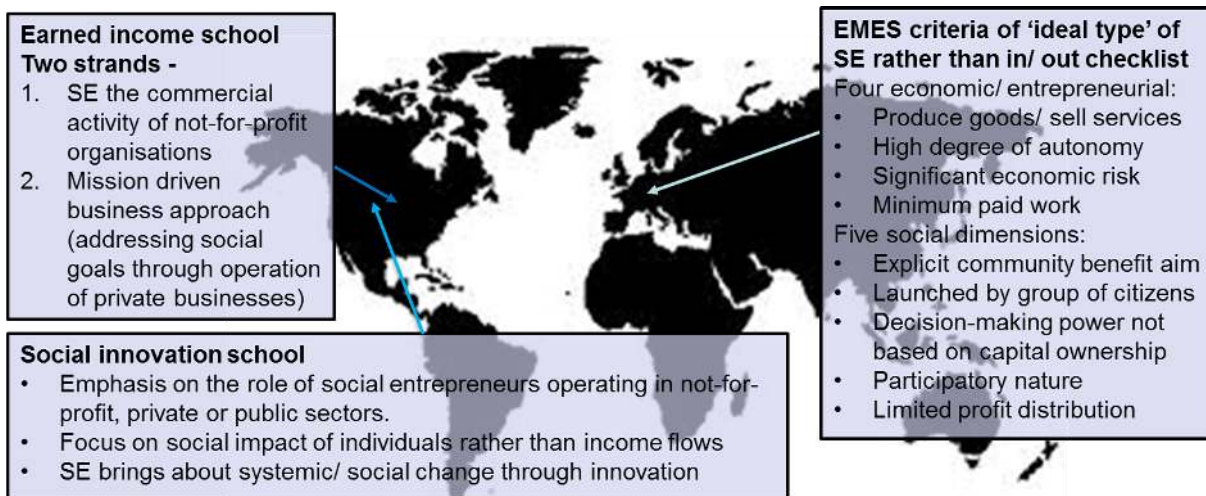 Earned income school
Two strands -
1. SE the commercial
activity of not-for-profit
organisations
2. Mission driven
business approach
(addressing social
goals through operation
of private businesses)
Social innovation school
• Emphasis on the role of social entrepreneurs operating in not-for-
profit, private or public sectors.
• Focus on social impact of individuals rather than income flows
• SE brings about systemic/ social change through innovation
EMES criteria of ‘ideal type’ of
SE rather than in/ out checklist
Four economic/ entrepreneurial:
• Produce goods/ sell services
• High degree of autonomy
• Significant economic risk
• Minimum paid work
Five social dimensions:
• Explicit community benefit aim
• Launched by group of citizens
• Decision-making power not
based on capital ownership
• Participatory nature
• Limited profit distribution